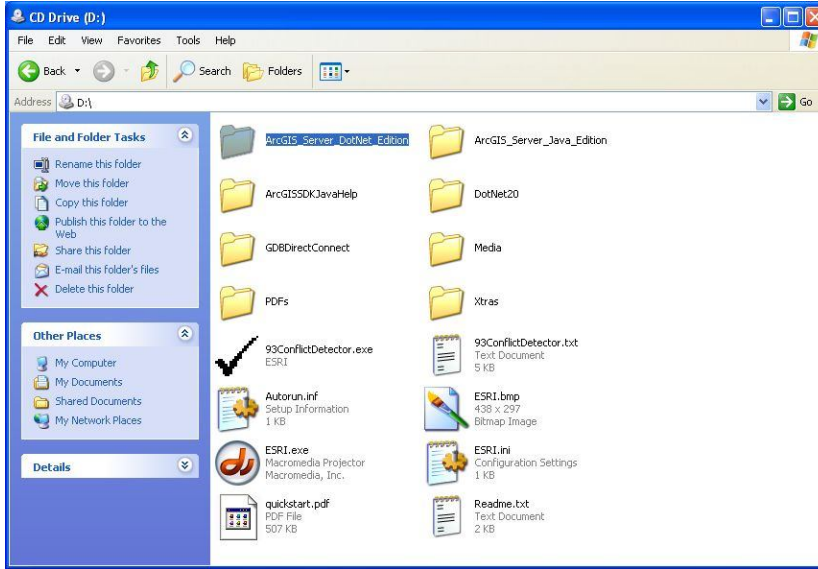 CD Drive (D:)
File Edit View Favorites Tools Help
Back Search Folders
Address D:\ Go
File and Folder Tasks
Rename this folder
Move this folder
Copy this folder
Publish this folder to the
Web
Share this folder
E-mail this folder's files
Delete this folder
Other Places
My Computer
My Documents
Shared Documents
My Network Places
Details
ArcGIS_Server_DotNet_Edition
ArcGIS_Server_Java_Edition
ArcGISSDKJavaHelp
DotNet20
GDBDirectConnect
Media
PDFs
Xtras
93ConflictDetector.exe
ESRI
93ConflictDetector.txt
Text Document
5 KB
Autorun.inf
Setup Information
1 KB
ESRI.bmp
438 x 297
Bitmap Image
ESRI.exe
Macromedia Projector
Macromedia, Inc.
ESRI.ini
Configuration Settings
1 KB
quickstart.pdf
PDF File
507 KB
Readme.txt
Text Document
2 KB